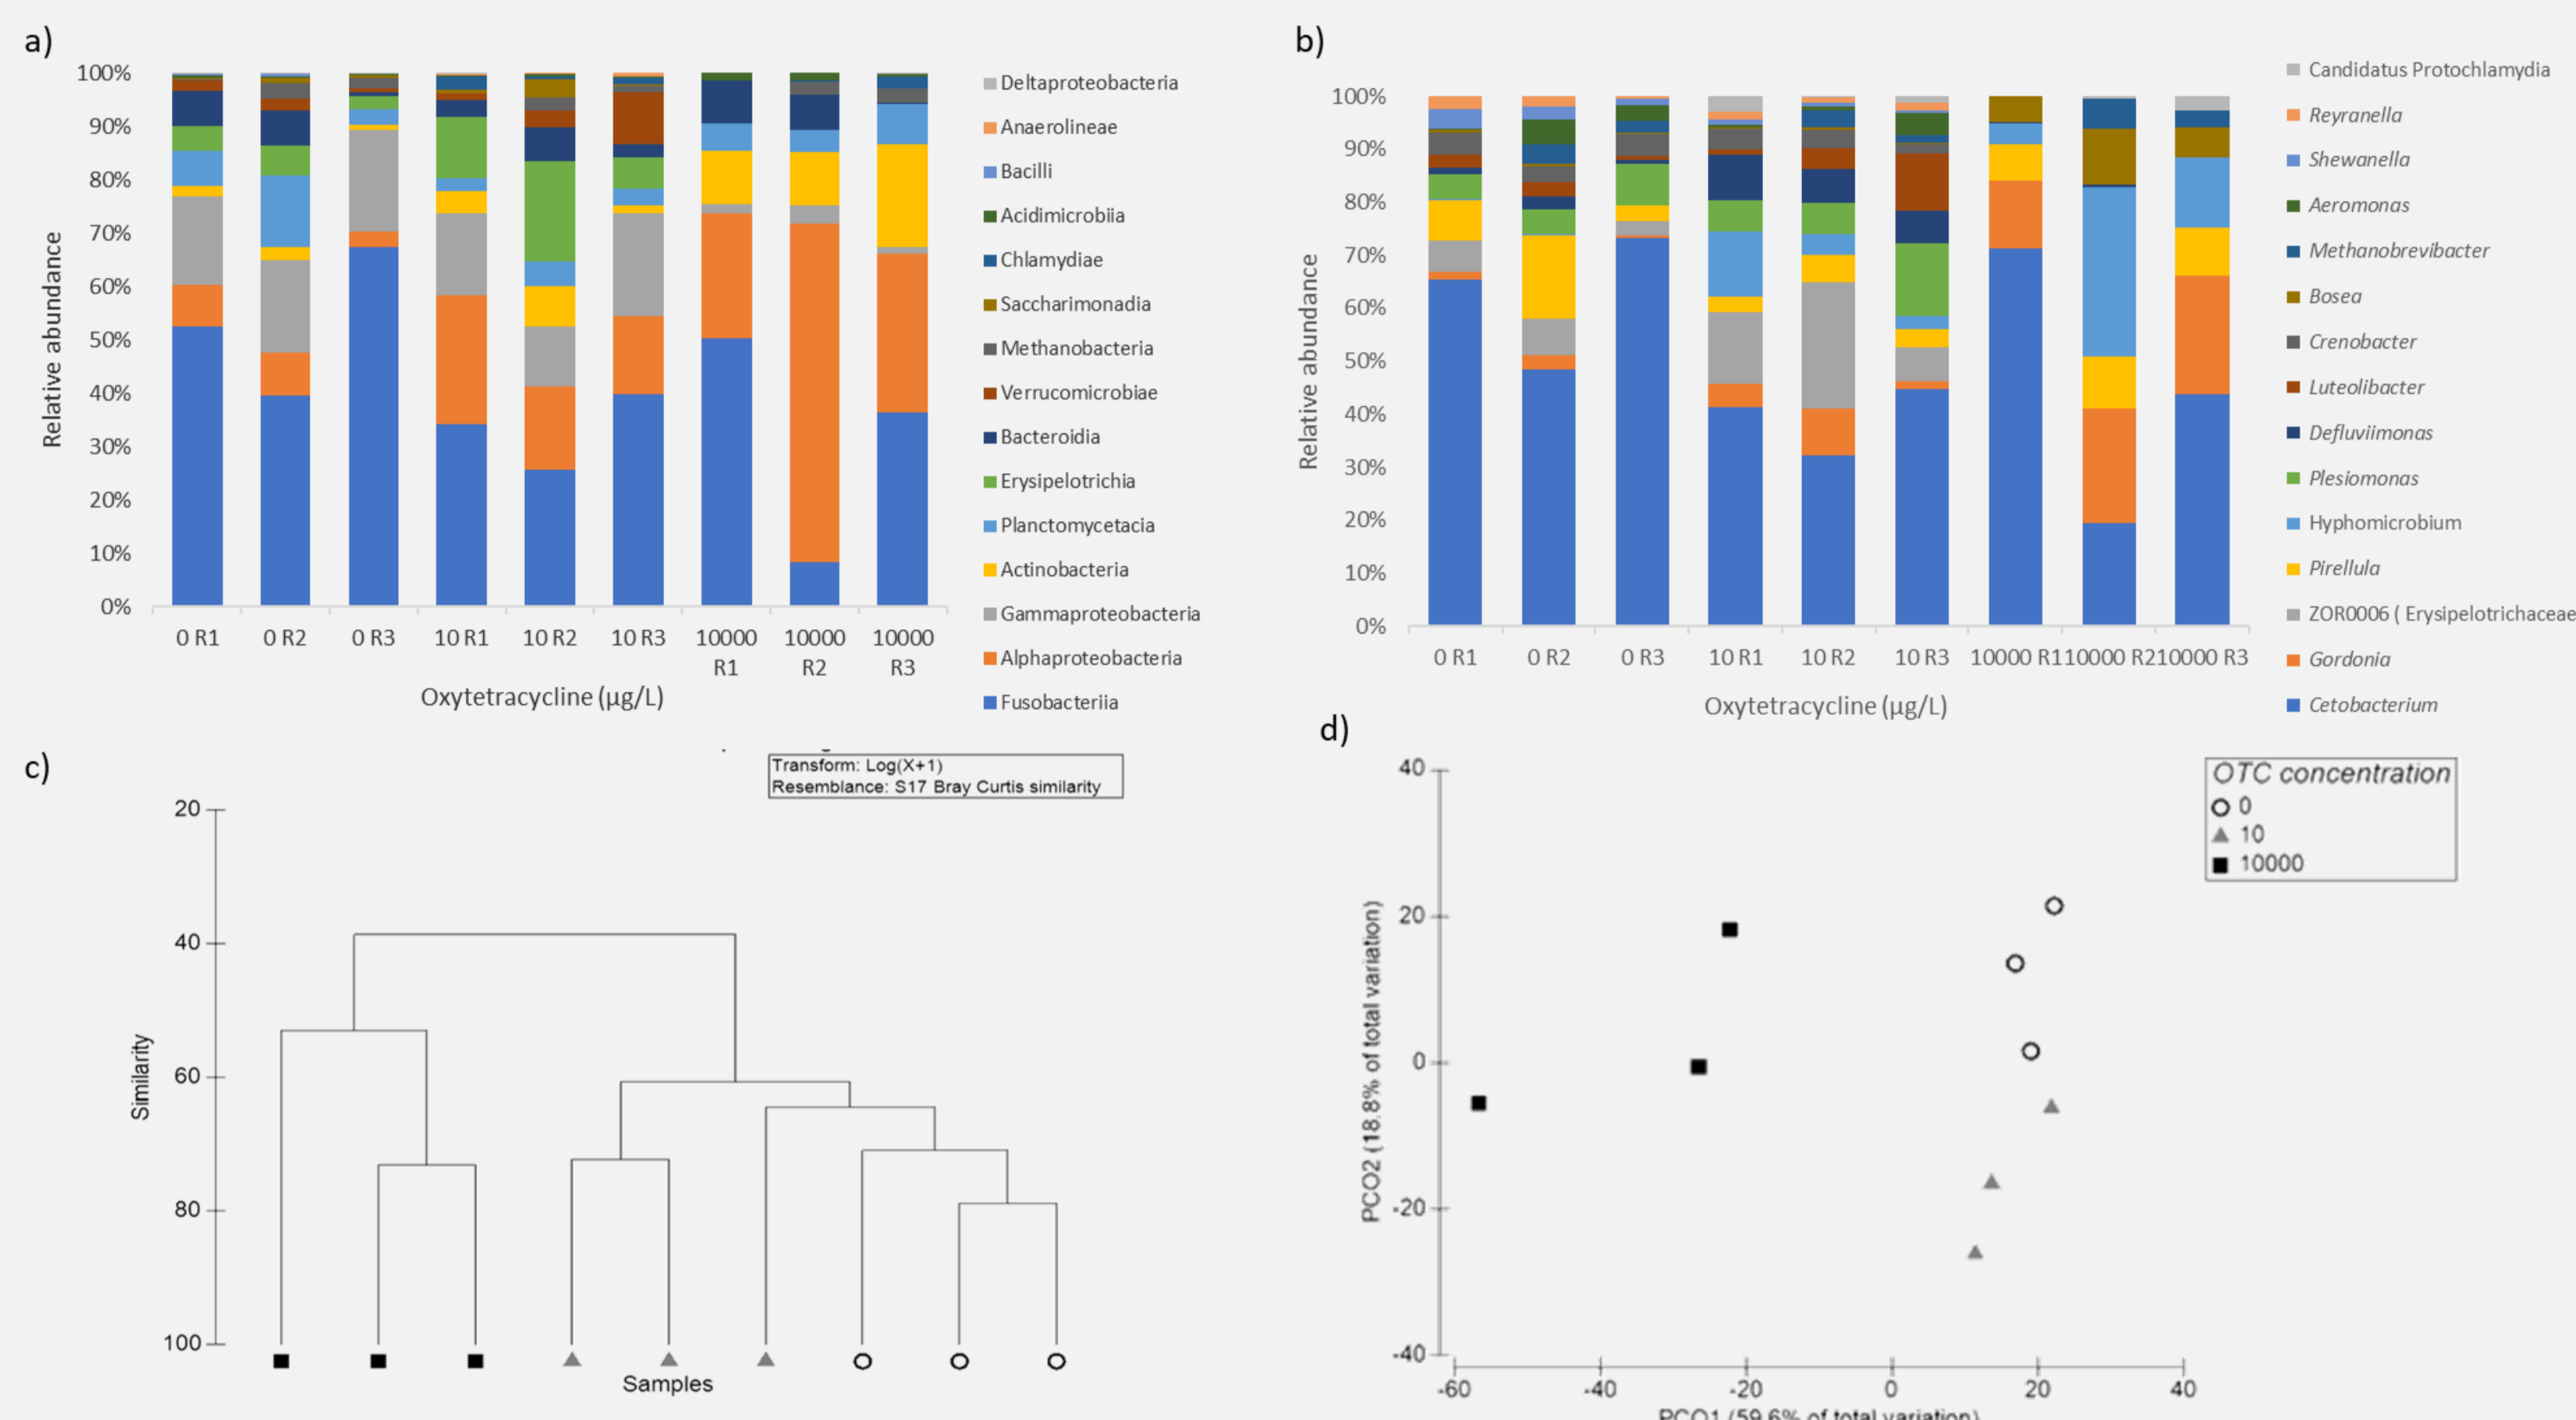 a)
Relative abundance
100%
90%
80%
70%
60%
50%
40%
30%
20%
10%
0%
0 R1 0 R2 0 R3 10 R1 10 R2 10 R3 10000 R1 10000 R2 10000 R3
Oxytetracycline (µg/L)
Deltaproteobacteria
Anaerolineae
Bacilli
Acidimicrobiia
Chlamydiae
Saccharimonadia
Methanobacteria
Verrucomicrobiae
Bacteroidia
Erysipelotrichia
Planctomycetacia
Actinobacteria
Gammaproteobacteria
Alphaproteobacteria
Fusobacteriia
b)
Relative abundance
100%
90%
80%
70%
60%
50%
40%
30%
20%
10%
0%
0 R1 0 R2 0 R3 10 R1 10 R2 10 R3 10000 R110000 R210000 R3
Oxytetracycline (µg/L)
Candidatus Protochlamydia
Reyranella
Shewanella
Aeromonas
Methanobrevibacter
Bosea
Crenobacter
Luteolibacter
Defluviimonas
Plesiomonas
Hyphomicrobium
Pirellula
ZOR0006 ( Erysipelotrichaceae
Gordonia
Cetobacterium
c)
Transform: Log(X+1)
Resemblance: S17 Bray Curtis similarity
Similarity
20
40
60
80
100
Samples
d)
OTC concentration
0
10
10000
PCO2 (18.8% of total variation)
40
20
0
-20
-40
-60 -40 -20 0 20 40
PCO1 (59.6% of total variation)